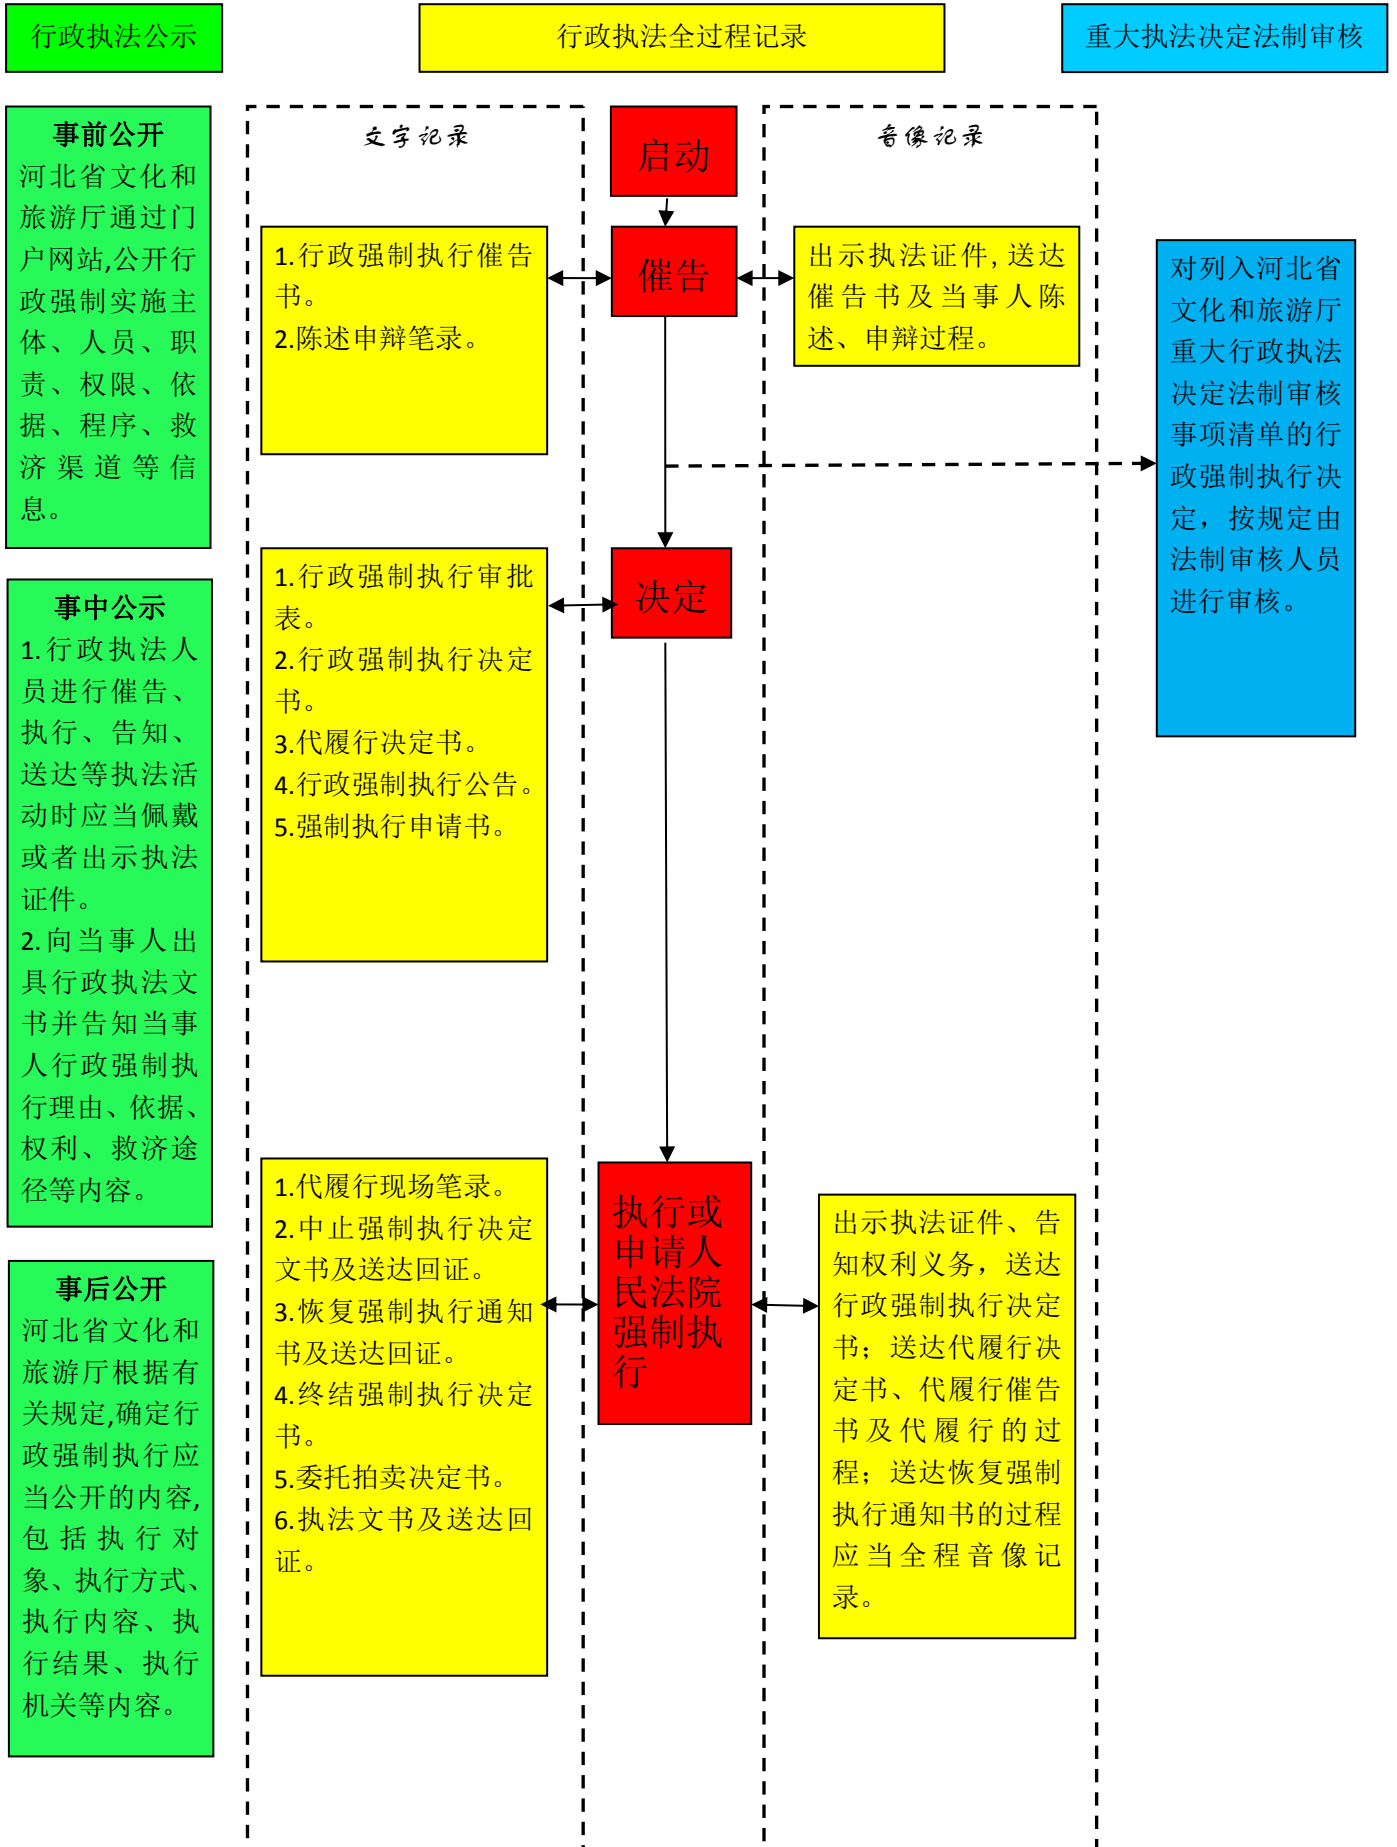 行政执法公示
行政执法全过程记录
重大执法决定法制审核
事前公开
河北省文化和
旅游厅通过门
户网站,公开行
政强制实施主
体、人员、职
责、权限、依
据、程序、救
济渠道等信
息。
事中公示
1.行政执法人
员进行催告、
执行、告知、
送达等执法活
动时应当佩戴
或者出示执法
证件。
2.向当事人出
具行政执法文
书并告知当事
人行政强制执
行理由、依据、
权利、救济途
径等内容。
事后公开
河北省文化和
旅游厅根据有
关规定,确定行
政强制执行应
当公开的内容,
包括执行对
象、执行方式、
执行内容、执
行结果、执行
机关等内容。
文字记录
1.行政强制执行催告
书。
2.陈述申辩笔录。
1.行政强制执行审批
表。
2.行政强制执行决定
书。
3.代履行决定书。
4.行政强制执行公告。
5.强制执行申请书。
1.代履行现场笔录。
2.中止强制执行决定
文书及送达回证。
3.恢复强制执行通知
书及送达回证。
4.终结强制执行决定
书。
5.委托拍卖决定书。
6.执法文书及送达回
证。
启动
催告
决定
执行或
申请人
民法院
强制执
行
音像记录
出示执法证件,送达
催告书及当事人陈
述、申辩过程。
出示执法证件、告
知权利义务，送达
行政强制执行决定
书；送达代履行决
定书、代履行催告
书及代履行的过
程；送达恢复强制
执行通知书的过程
应当全程音像记
录。
对列入河北省
文化和旅游厅
重大行政执法
决定法制审核
事项清单的行
政强制执行决
定，按规定由
法制审核人员
进行审核。